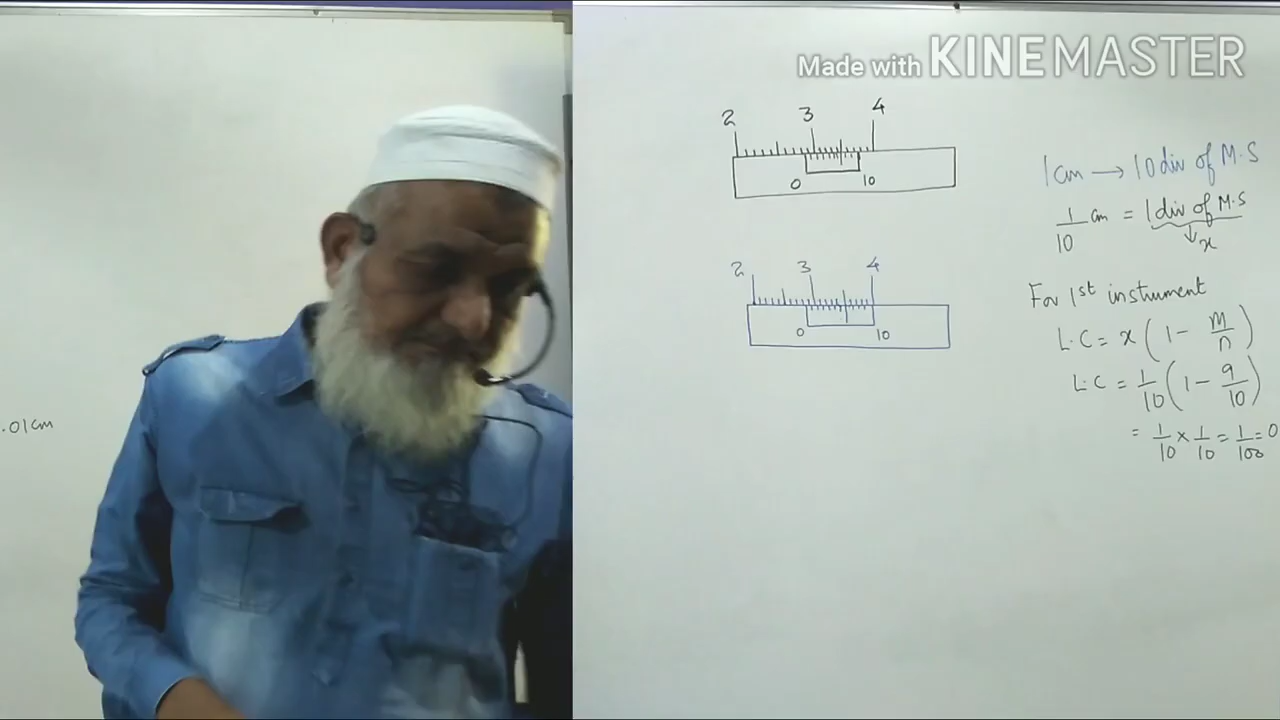 Made with KINEMASTER
2 3 4
0 10
2 3 4
0 10
1cm → 10 div of M.S
1/10 cm = 1 div of M.S
↓x
For 1st instrument
L.C = x(1 - m/n)
L.C = 1/10(1 - 9/10)
= 1/10 × 1/10 = 1/100 = 0
.01cm